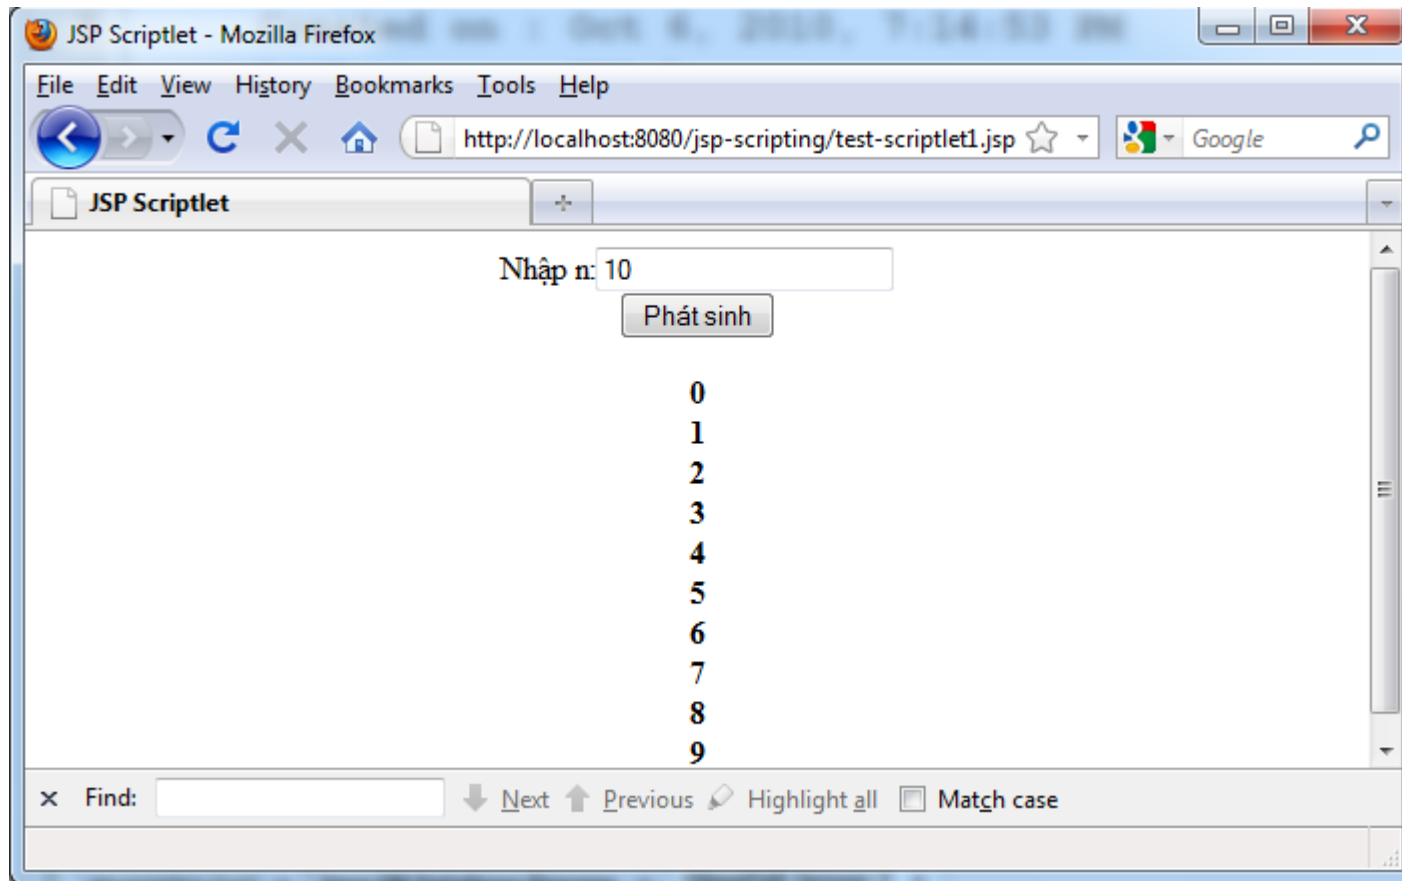 JSP Scriptlet - Mozilla Firefox
File Edit View History Bookmarks Tools Help
http://localhost:8080/jsp-scripting/test-scriptlet1.jsp Google
JSP Scriptlet
Nhập n: 10
Phát sinh
0
1
2
3
4
5
6
7
8
9
Find: Next Previous Highlight all Match case